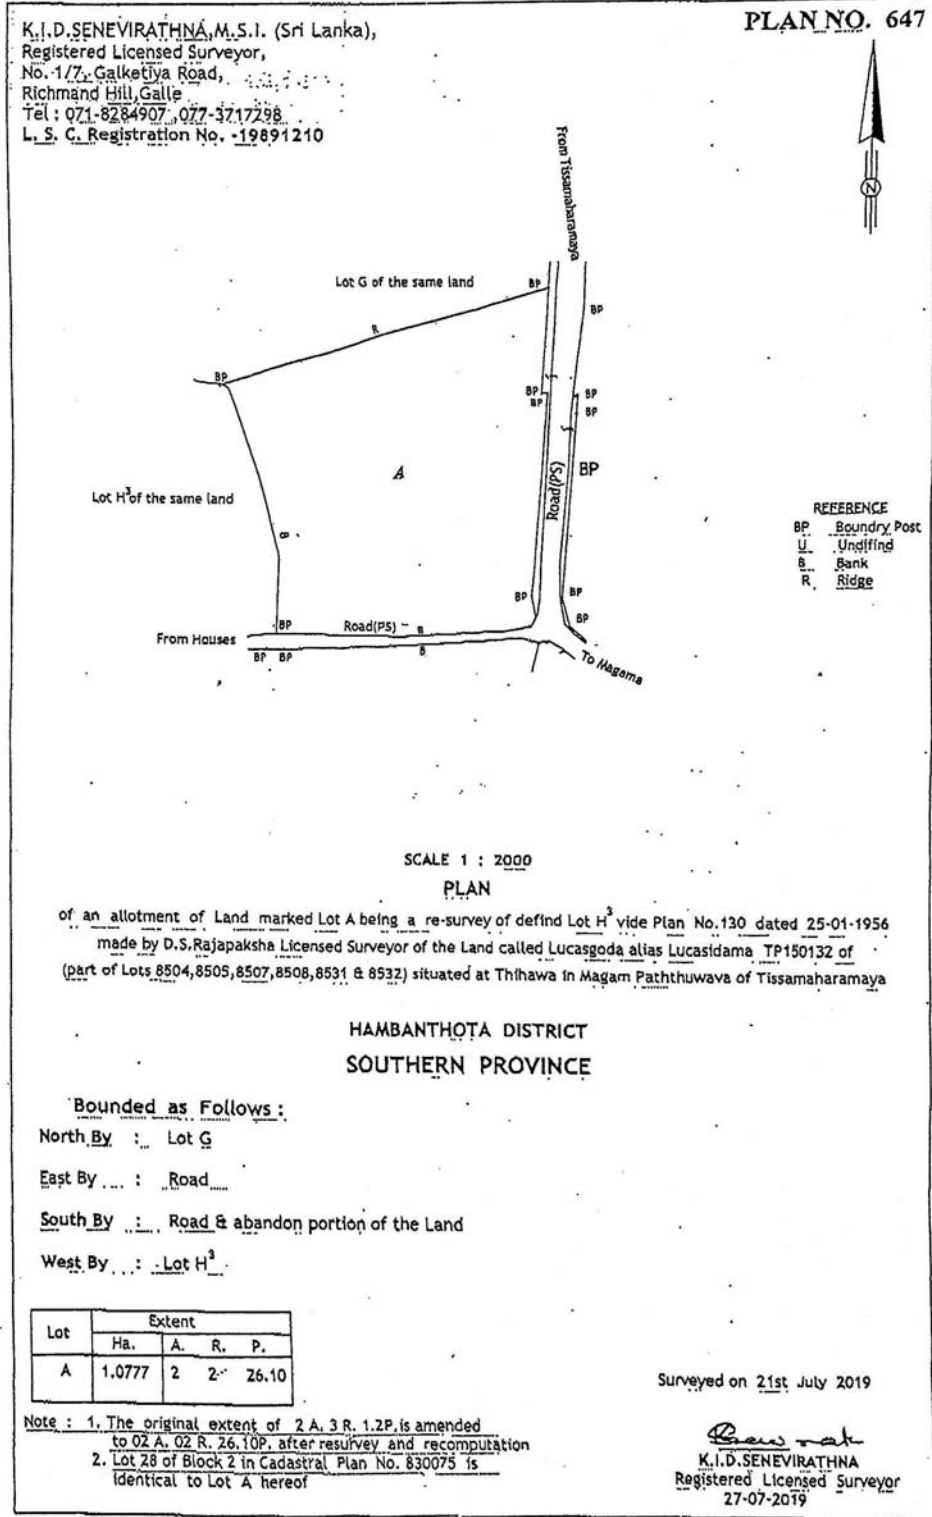 PLAN NO. 647
K.I.D.SENEVIRATHNA,M.S.I. (Sri Lanka),
Registered Licensed Surveyor,
No. 1/7, Galketiya Road,
Richmand Hill,Galle
Tel : 071-8284907 ,077-3717298
L. S. C. Registration No. -19891210
N
From Tissamaharamaya
Lot G of the same land
BP
BP
R
BP
BP
BP
BP
BP
A
Road(PS)
BP
Lot H³of the same land
B
REFERENCE
BP Boundry Post
U Undifind
B Bank
R Ridge
BP
BP
BP
BP
Road(PS)
B
From Houses
BP BP
B
To Magama
SCALE 1 : 2000
PLAN
of an allotment of Land marked Lot A being a re-survey of defind Lot H³ vide Plan No.130 dated 25-01-1956
made by D.S.Rajapaksha Licensed Surveyor of the Land called Lucasgoda alias Lucasidama TP150132 of
(part of Lots 8504,8505,8507,8508,8531 & 8532) situated at Thihawa in Magam Paththuwava of Tissamaharamaya
HAMBANTHOTA DISTRICT
SOUTHERN PROVINCE
Bounded as Follows :
North By : Lot G
East By : Road
South By : Road & abandon portion of the Land
West By : Lot H³
Lot Extent
Ha. A. R. P.
A 1.0777 2 2 26.10
Surveyed on 21st July 2019
Note : 1. The original extent of 2 A, 3 R. 1.2P, is amended
to 02 A. 02 R. 26.10P. after resurvey and recomputation
2. Lot 28 of Block 2 in Cadastral Plan No. 830075 is
identical to Lot A hereof
K.I.D.SENEVIRATHNA
Registered Licensed Surveyor
27-07-2019